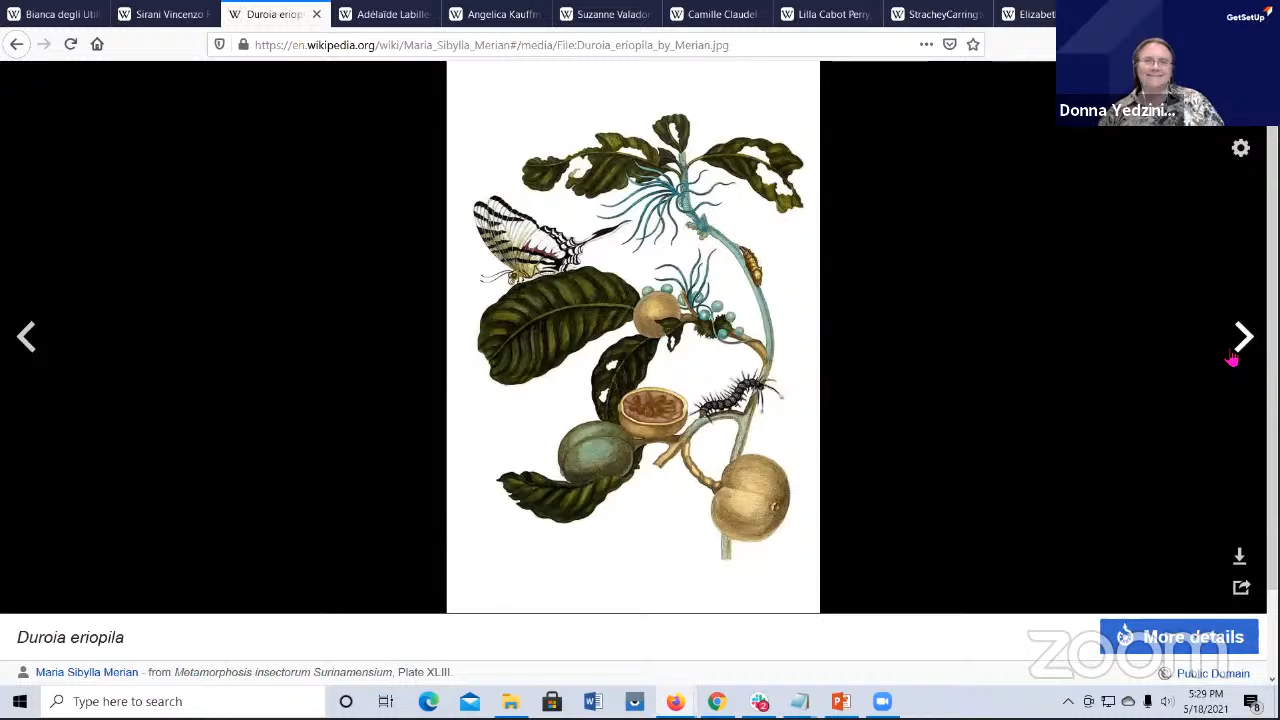 Bianca degli Util
Sirani Vincenzo F
Duroia eriop
Adélaïde Labille
Angelica Kauffm
Suzanne Valador
Camille Claudel
Lilla Cabot Perry
StracheyCarring
Elizabet
GetSetUp
https://en.wikipedia.org/wiki/Maria_Sibylla_Merian#/media/File:Duroia_eriopila_by_Merian.jpg
Donna Yedzini...
Duroia eriopila
More details
zoom
Maria Sibylla Merian - from Metamorphosis insectorum Surinamensium, Plate XLIII.
Public Domain
Type here to search
5:29 PM
5/18/2021
8